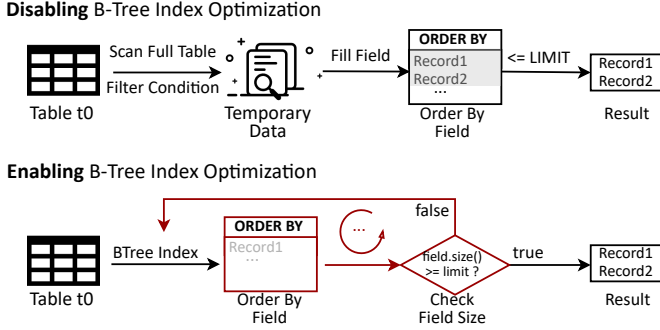 Disabling B-Tree Index Optimization
Scan Full Table
Filter Condition
Fill Field
ORDER BY
Record1
Record2
...
<= LIMIT
Record1
Record2
Table t0
Temporary
Data
Order By
Field
Result
Enabling B-Tree Index Optimization
false
BTree Index
ORDER BY
Record1
...
...
field.size()
>= limit ?
true
Record1
Record2
Table t0
Order By
Field
Check
Field Size
Result